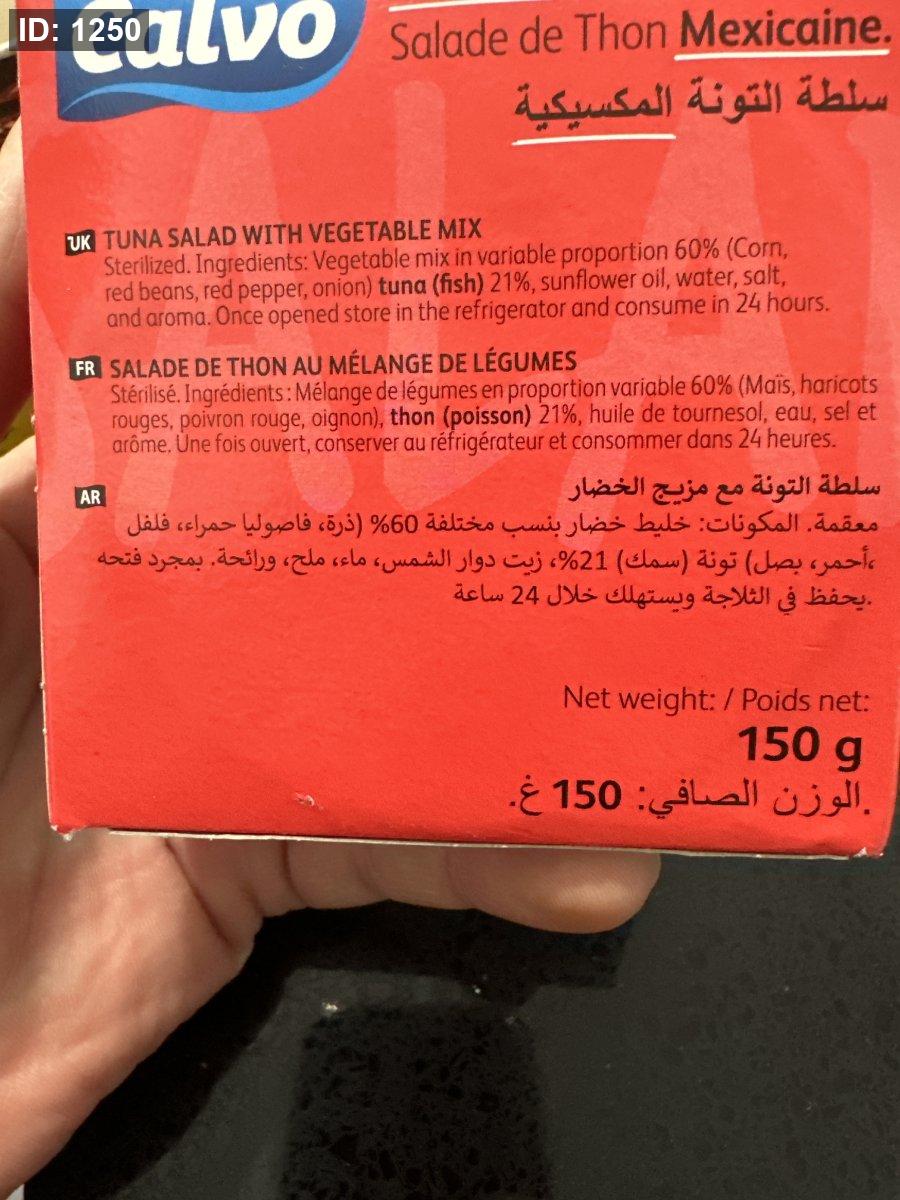 ID: 1250
Calvo
Salade de Thon Mexicaine.
سلطة التونة المكسيكية
UK TUNA SALAD WITH VEGETABLE MIX
Sterilized. Ingredients: Vegetable mix in variable proportion 60% (Corn,
red beans, red pepper, onion) tuna (fish) 21%, sunflower oil, water, salt,
and aroma. Once opened store in the refrigerator and consume in 24 hours.
FR SALADE DE THON AU MÉLANGE DE LÉGUMES
Stérilisé. Ingrédients : Mélange de légumes en proportion variable 60% (Maïs, haricots
rouges, poivron rouge, oignon), thon (poisson) 21%, huile de tournesol, eau, sel et
arôme. Une fois ouvert, conserver au réfrigérateur et consommer dans 24 heures.
AR سلطة التونة مع مزيج الخضار
معقمة. المكونات: خليط خضار بنسب مختلفة 60% (ذرة، فاصوليا حمراء، فلفل
،أحمر، بصل) تونة (سمك) 21%، زيت دوار الشمس، ماء، ملح، ورائحة. بمجرد فتحه
.يحفظ في الثلاجة ويستهلك خلال 24 ساعة
Net weight: / Poids net:
150 g
.الوزن الصافي: 150 غ.